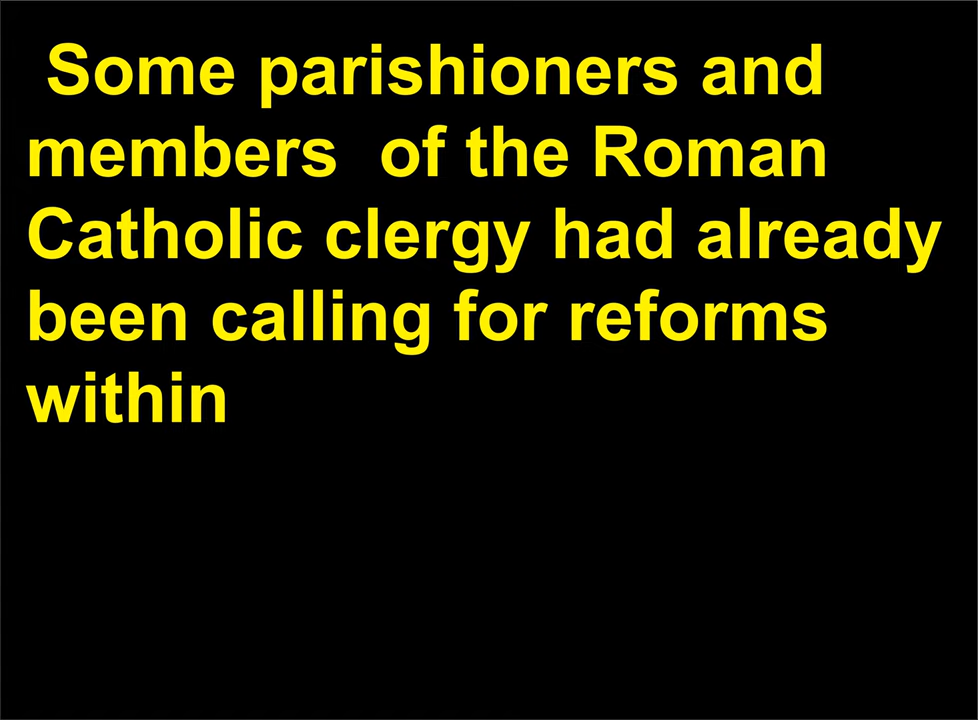 Some parishioners and
members  of the Roman
Catholic clergy had already
been calling for reforms
within